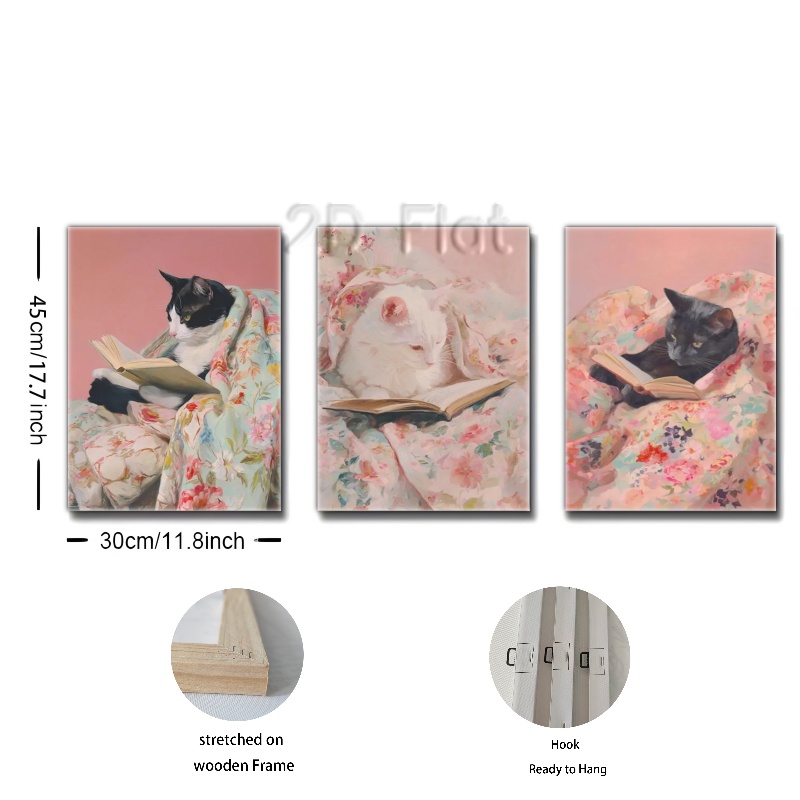 2D Flat
45cm/17.7inch
30cm/11.8inch
stretched on
wooden Frame
Hook
Ready to Hang